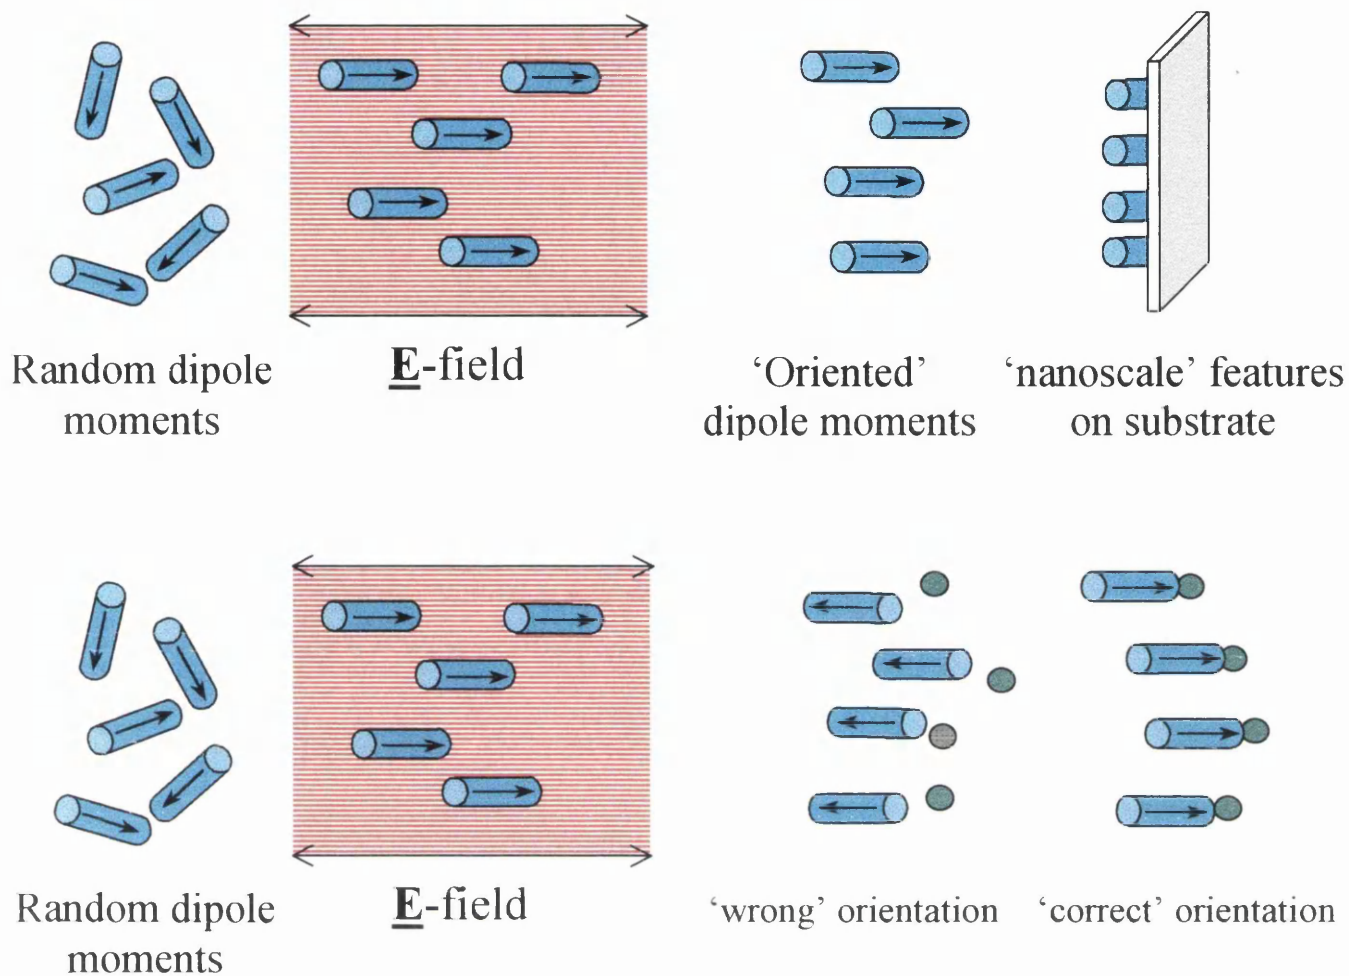 Random dipole
moments
E-field
'Oriented'
dipole moments
'nanoscale' features
on substrate
Random dipole
moments
E-field
'wrong' orientation
'correct' orientation